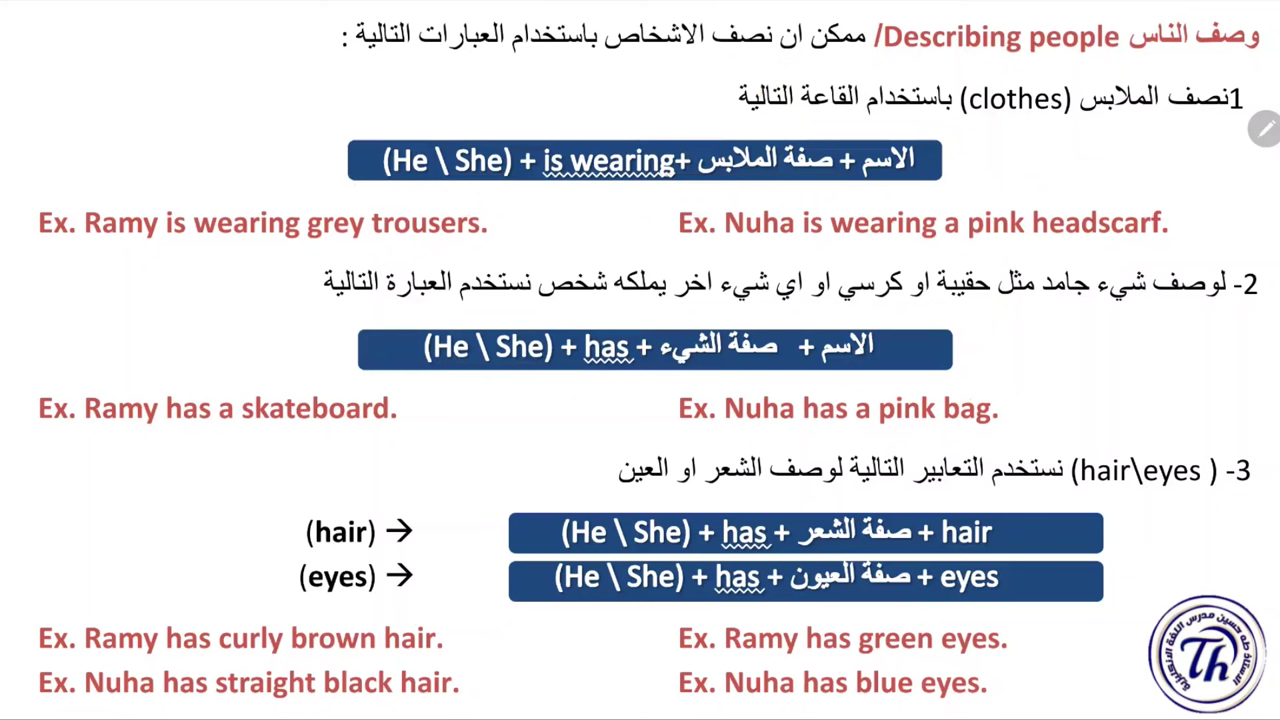 وصف الناس Describing people/ ممكن ان نصف الاشخاص باستخدام العبارات التالية :
1نصف الملابس (clothes) باستخدام القاعة التالية
(He \ She) + is wearing+ صفة الملابس + الاسم
Ex. Ramy is wearing grey trousers. Ex. Nuha is wearing a pink headscarf.
2- لوصف شيء جامد مثل حقيبة او كرسي او اي شيء اخر يملكه شخص نستخدم العبارة التالية
(He \ She) + has + صفة الشيء + الاسم
Ex. Ramy has a skateboard. Ex. Nuha has a pink bag.
3- ( hair\eyes) نستخدم التعابير التالية لوصف الشعر او العين
(hair) → (He \ She) + has + صفة الشعر + hair
(eyes) → (He \ She) + has + صفة العيون + eyes
Ex. Ramy has curly brown hair. Ex. Ramy has green eyes.
Ex. Nuha has straight black hair. Ex. Nuha has blue eyes.
الاستاذ طه حسين مدرس اللغة الانكليزية
Th